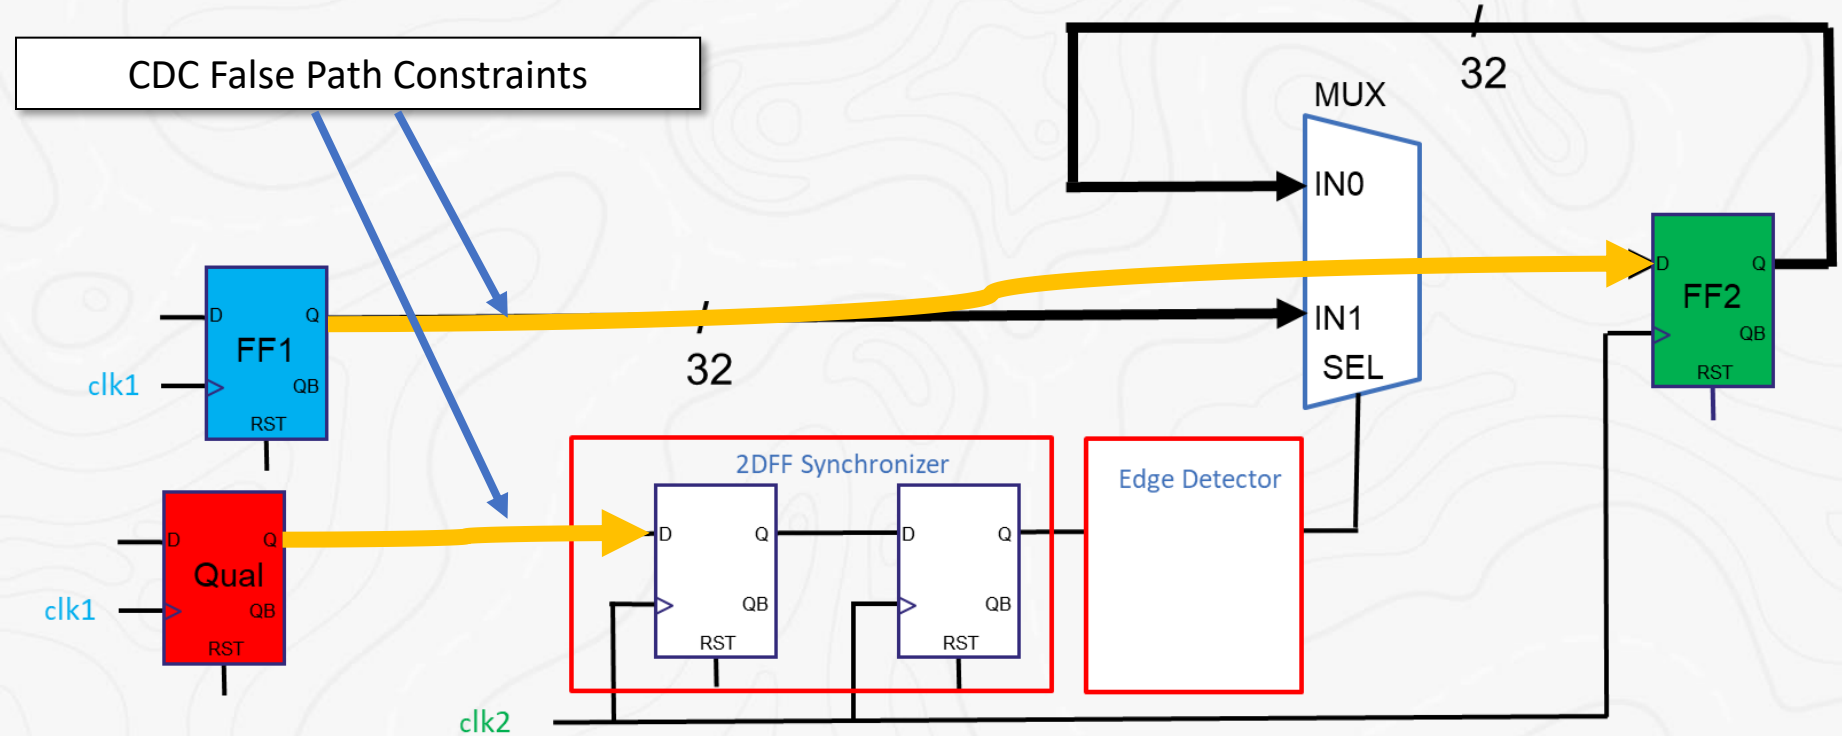 CDC False Path Constraints
32
MUX
IN0
IN1
SEL
D
Q
FF2
QB
RST
D
Q
FF1
QB
RST
clk1
32
2DFF Synchronizer
Edge Detector
D
Q
Qual
QB
RST
clk1
D
Q
QB
RST
D
Q
QB
RST
clk2